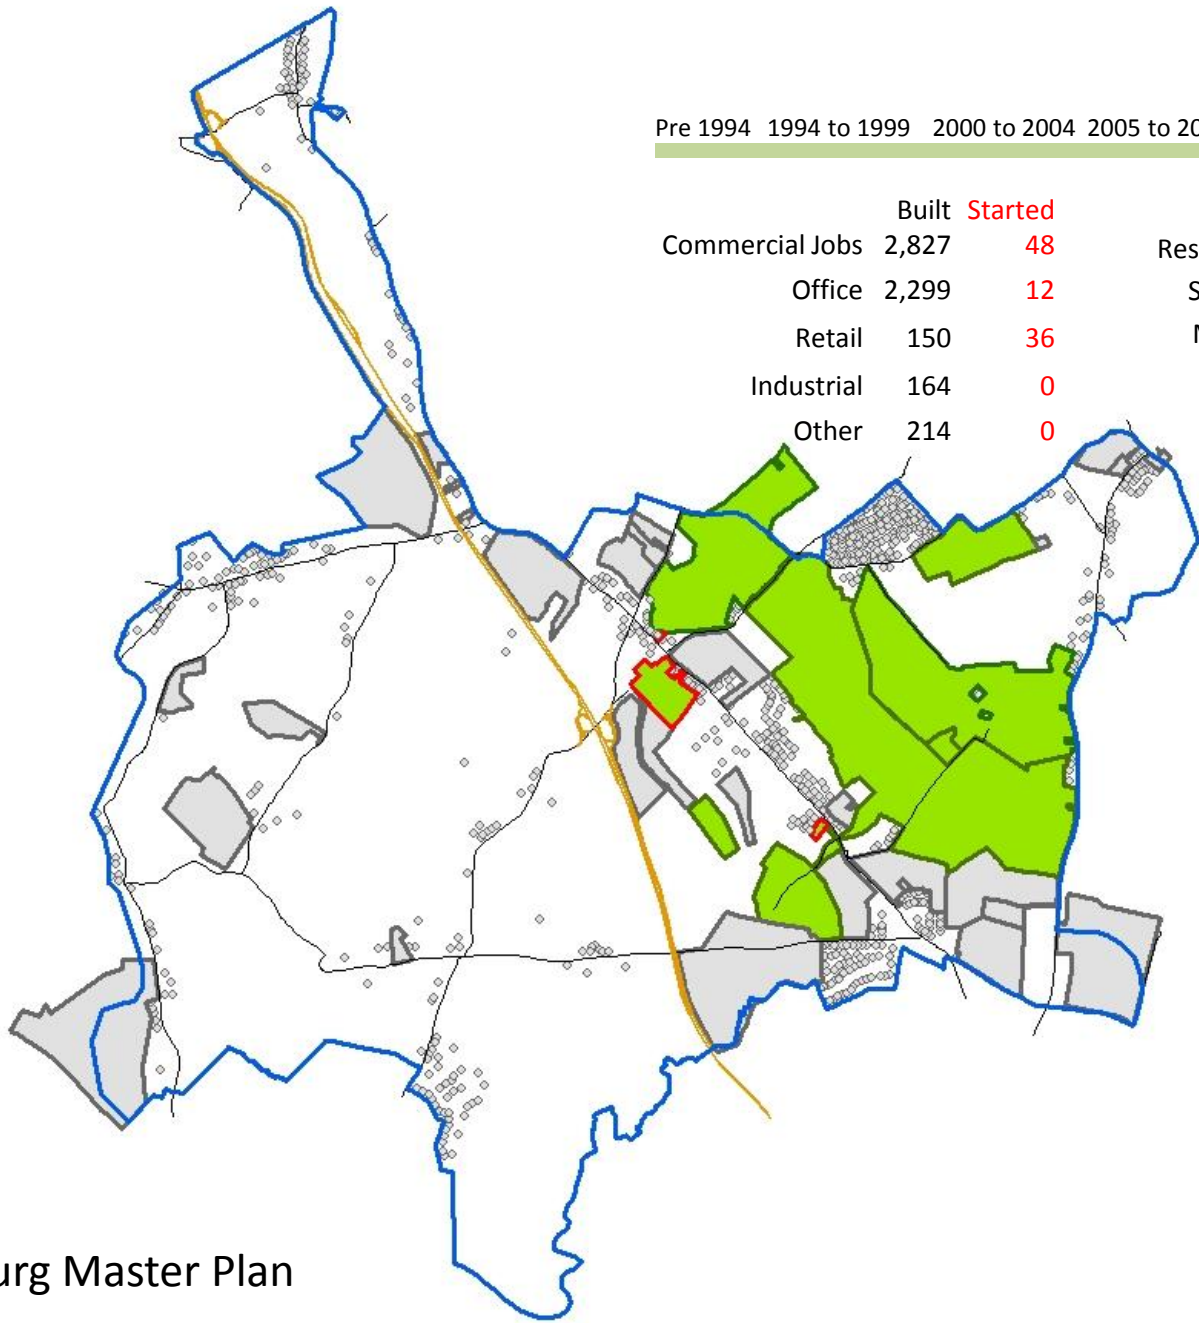 Pre 1994 1994 to 1999 2000 to 2004 2005 to 20
Built Started
Commercial Jobs 2,827 48
Res
Office 2,299 12
S
Retail 150 36
N
Industrial 164 0
Other 214 0
urg Master Plan